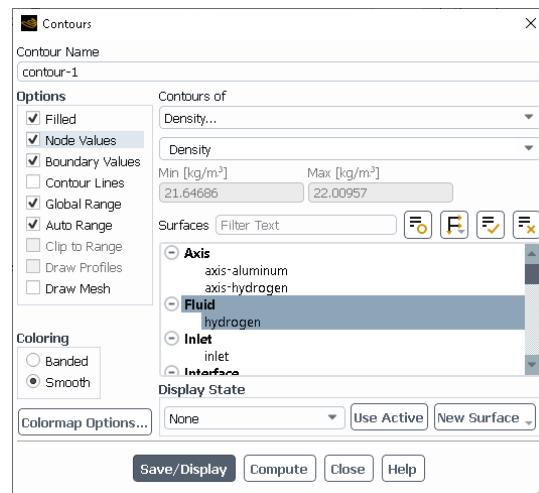 Contours
Contour Name
contour-1
Options
Filled
Node Values
Boundary Values
Contour Lines
Global Range
Auto Range
Clip to Range
Draw Profiles
Draw Mesh
Coloring
Banded
Smooth
Colormap Options...
Contours of
Density...
Density
Min [kg/m³] Max [kg/m³]
21.64686 22.00957
Surfaces Filter Text
Axis
axis-aluminum
axis-hydrogen
Fluid
hydrogen
Inlet
inlet
Interface
Display State
None Use Active New Surface
Save/Display Compute Close Help